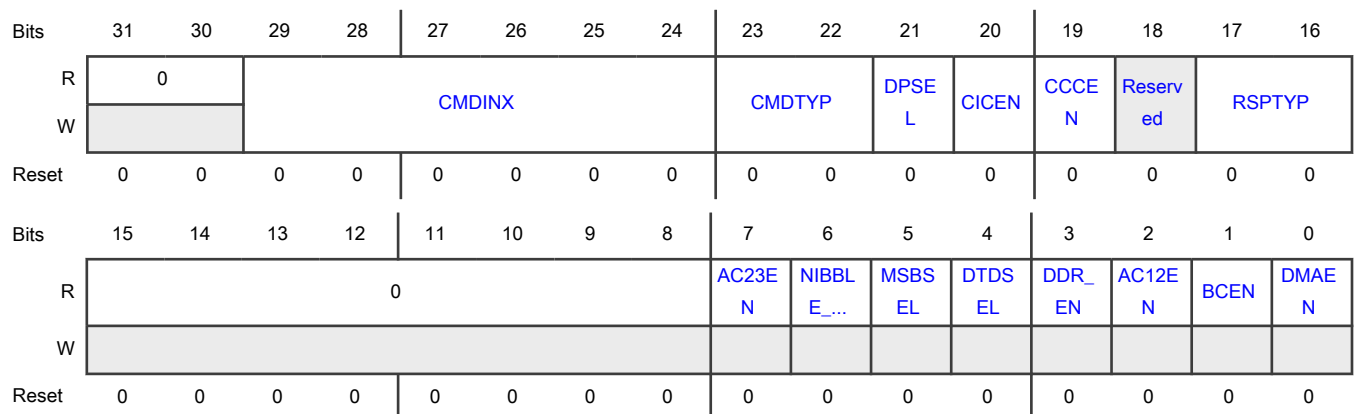 Bits 31 30 29 28 27 26 25 24 23 22 21 20 19 18 17 16
R 0 CMDINX CMDTYP DPSE CICEN CCCE Reserv RSPTYP
W L N ed
Reset 0 0 0 0 0 0 0 0 0 0 0 0 0 0 0 0
Bits 15 14 13 12 11 10 9 8 7 6 5 4 3 2 1 0
R 0 AC23E NIBBL MSBS DTDS DDR_ AC12E BCEN DMAE
N E_... EL SEL EN N N
W
Reset 0 0 0 0 0 0 0 0 0 0 0 0 0 0 0 0